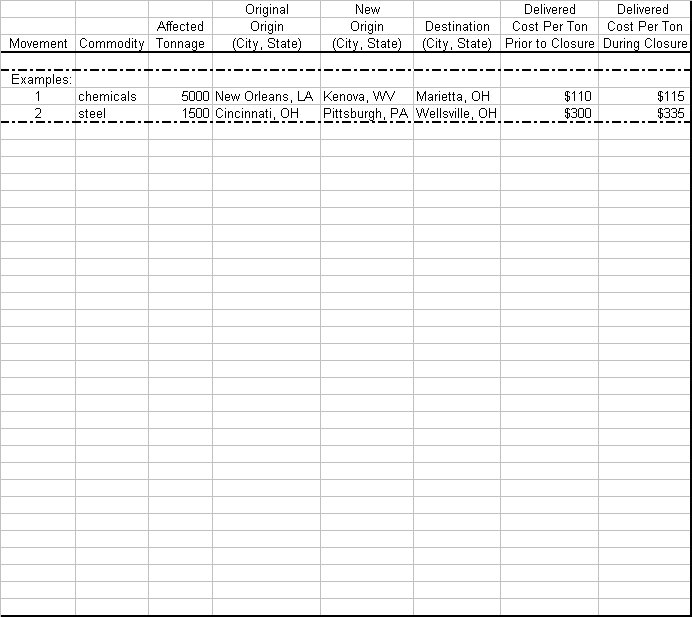 Original New Delivered Delivered
Affected Origin Origin Destination Cost Per Ton Cost Per Ton
Movement Commodity Tonnage (City, State) (City, State) (City, State) Prior to Closure During Closure
Examples:
1 chemicals 5000 New Orleans, LA Kenova, WV Marietta, OH $110 $115
2 steel 1500 Cincinnati, OH Pittsburgh, PA Wellsville, OH $300 $335